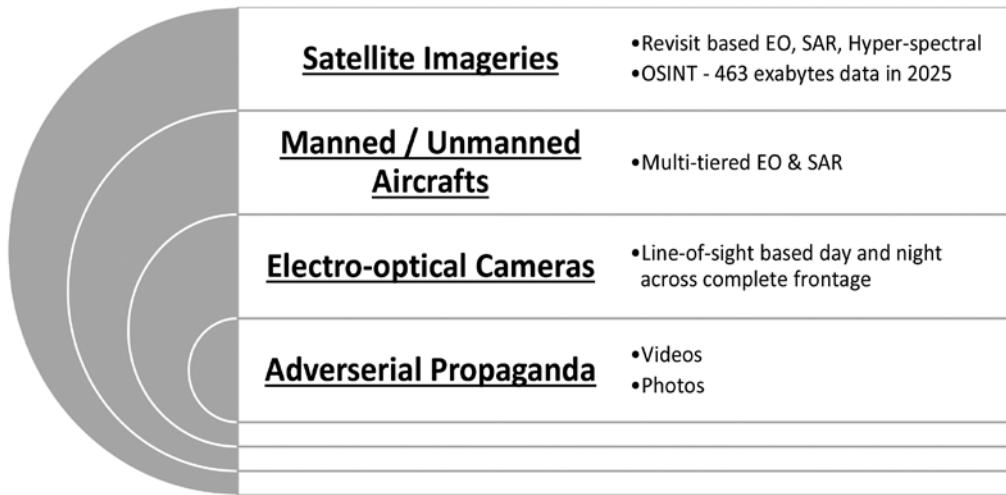 Satellite Imageries
•Revisit based EO, SAR, Hyper-spectral
•OSINT - 463 exabytes data in 2025
Manned / Unmanned
Aircrafts
•Multi-tiered EO & SAR
Electro-optical Cameras
•Line-of-sight based day and night
across complete frontage
Adverserial Propaganda
•Videos
•Photos